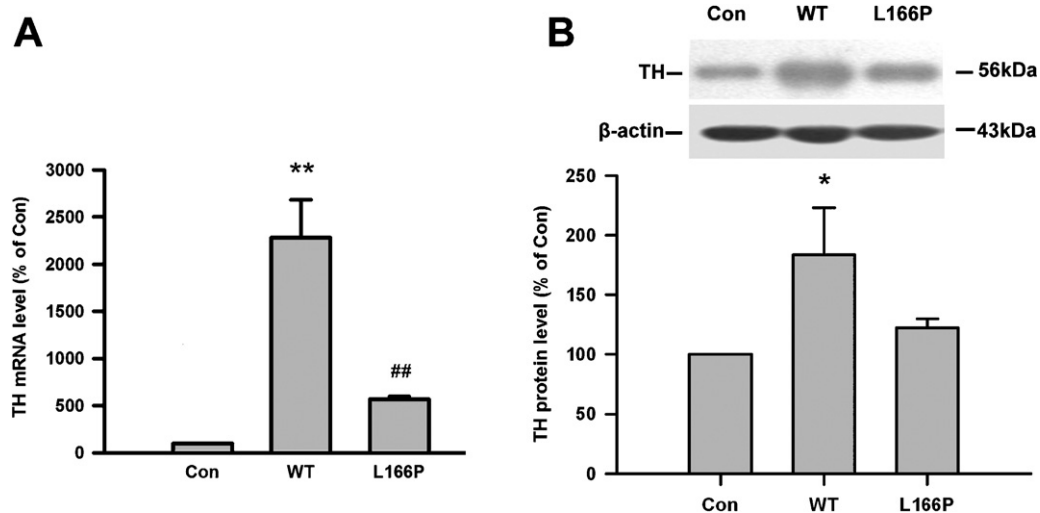 A
TH mRNA level (% of Con)
3000
2500
2000
1500
1000
500
0
**
##
Con WT L166P
B
Con WT L166P
TH 56kDa
β-actin 43kDa
TH protein level (% of Con)
250
200
150
100
50
0
*
Con WT L166P